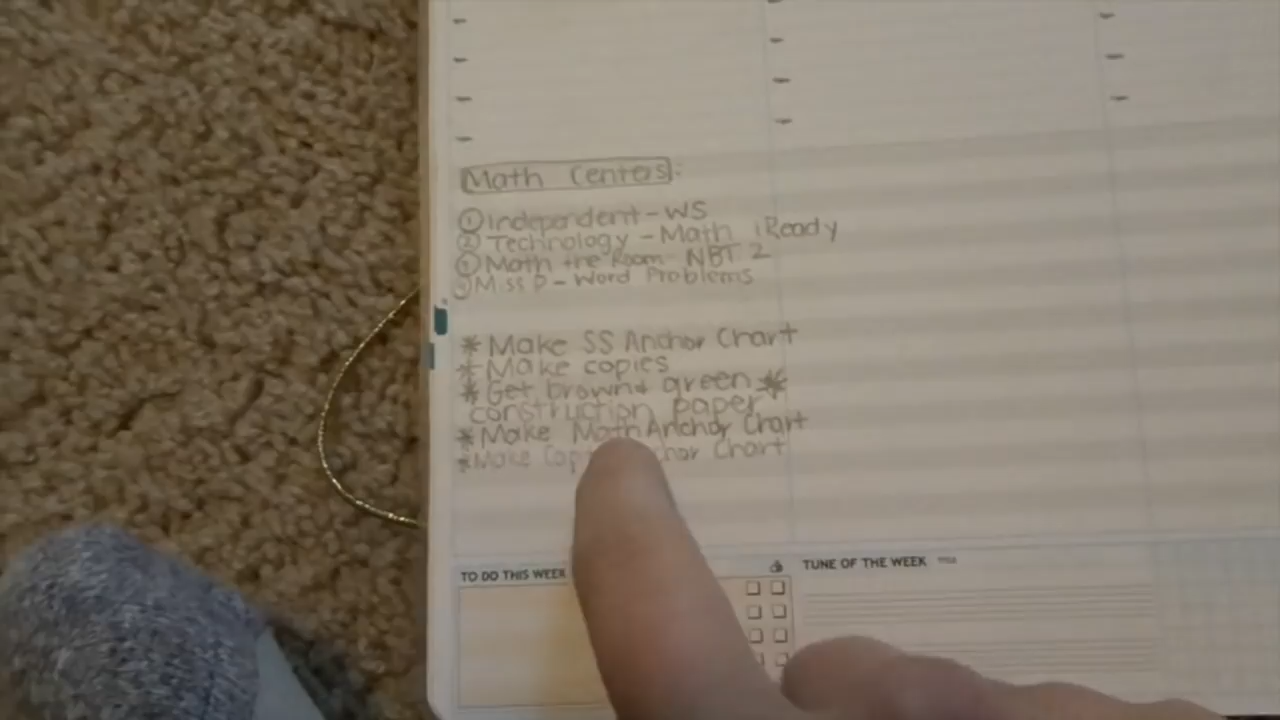 Math Centers:
① Independent - WS
② Technology - Math iReady
③ Math the Room NBT 2
④ Miss D - Word Problems
* Make SS Anchor Chart
* Make copies
* Get brown + green *
construction paper
* Make Math Anchor Chart
* Make Chart
TO DO THIS WEEK
TUNE OF THE WEEK TITLE